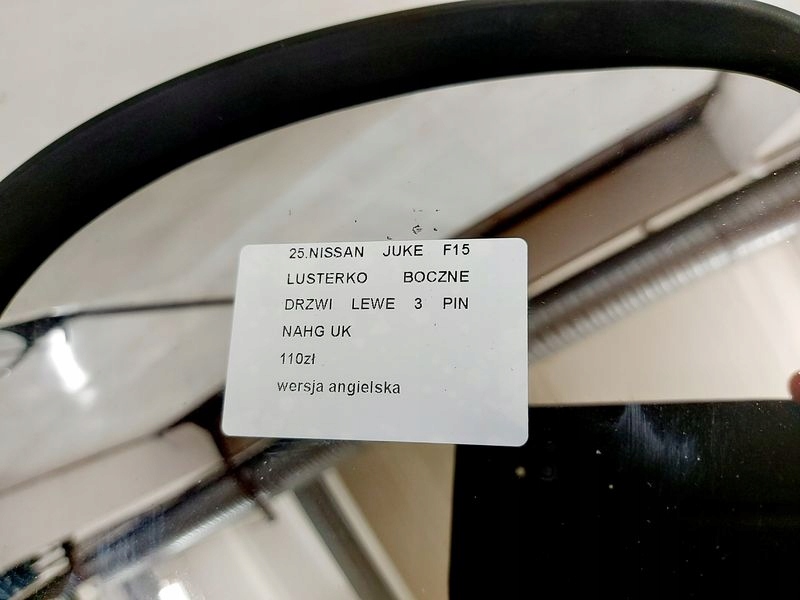 25.NISSAN JUKE F15
LUSTERKO BOCZNE
DRZWI LEWE 3 PIN
NAHG UK
110zł
wersja angielska